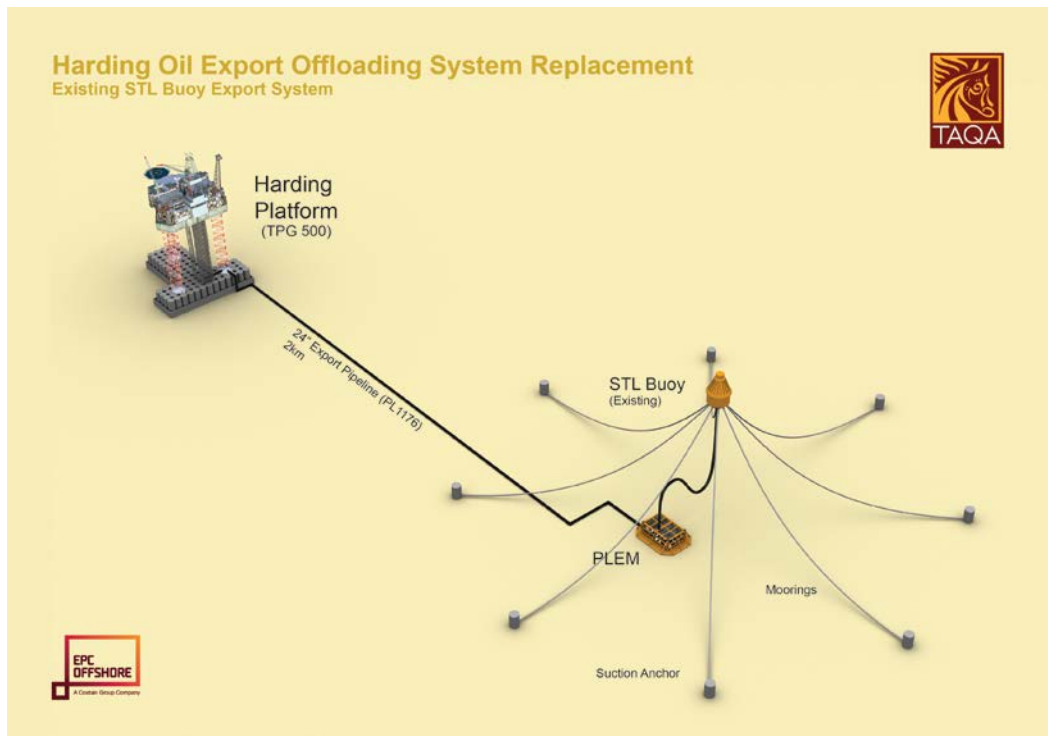 Harding Oil Export Offloading System Replacement
Existing STL Buoy Export System
TAQA
Harding
Platform
(TPG 500)
24" Export Pipeline (PL1176)
2km
STL Buoy
(Existing)
PLEM
Moorings
Suction Anchor
EPC
OFFSHORE
A Costain Group Company